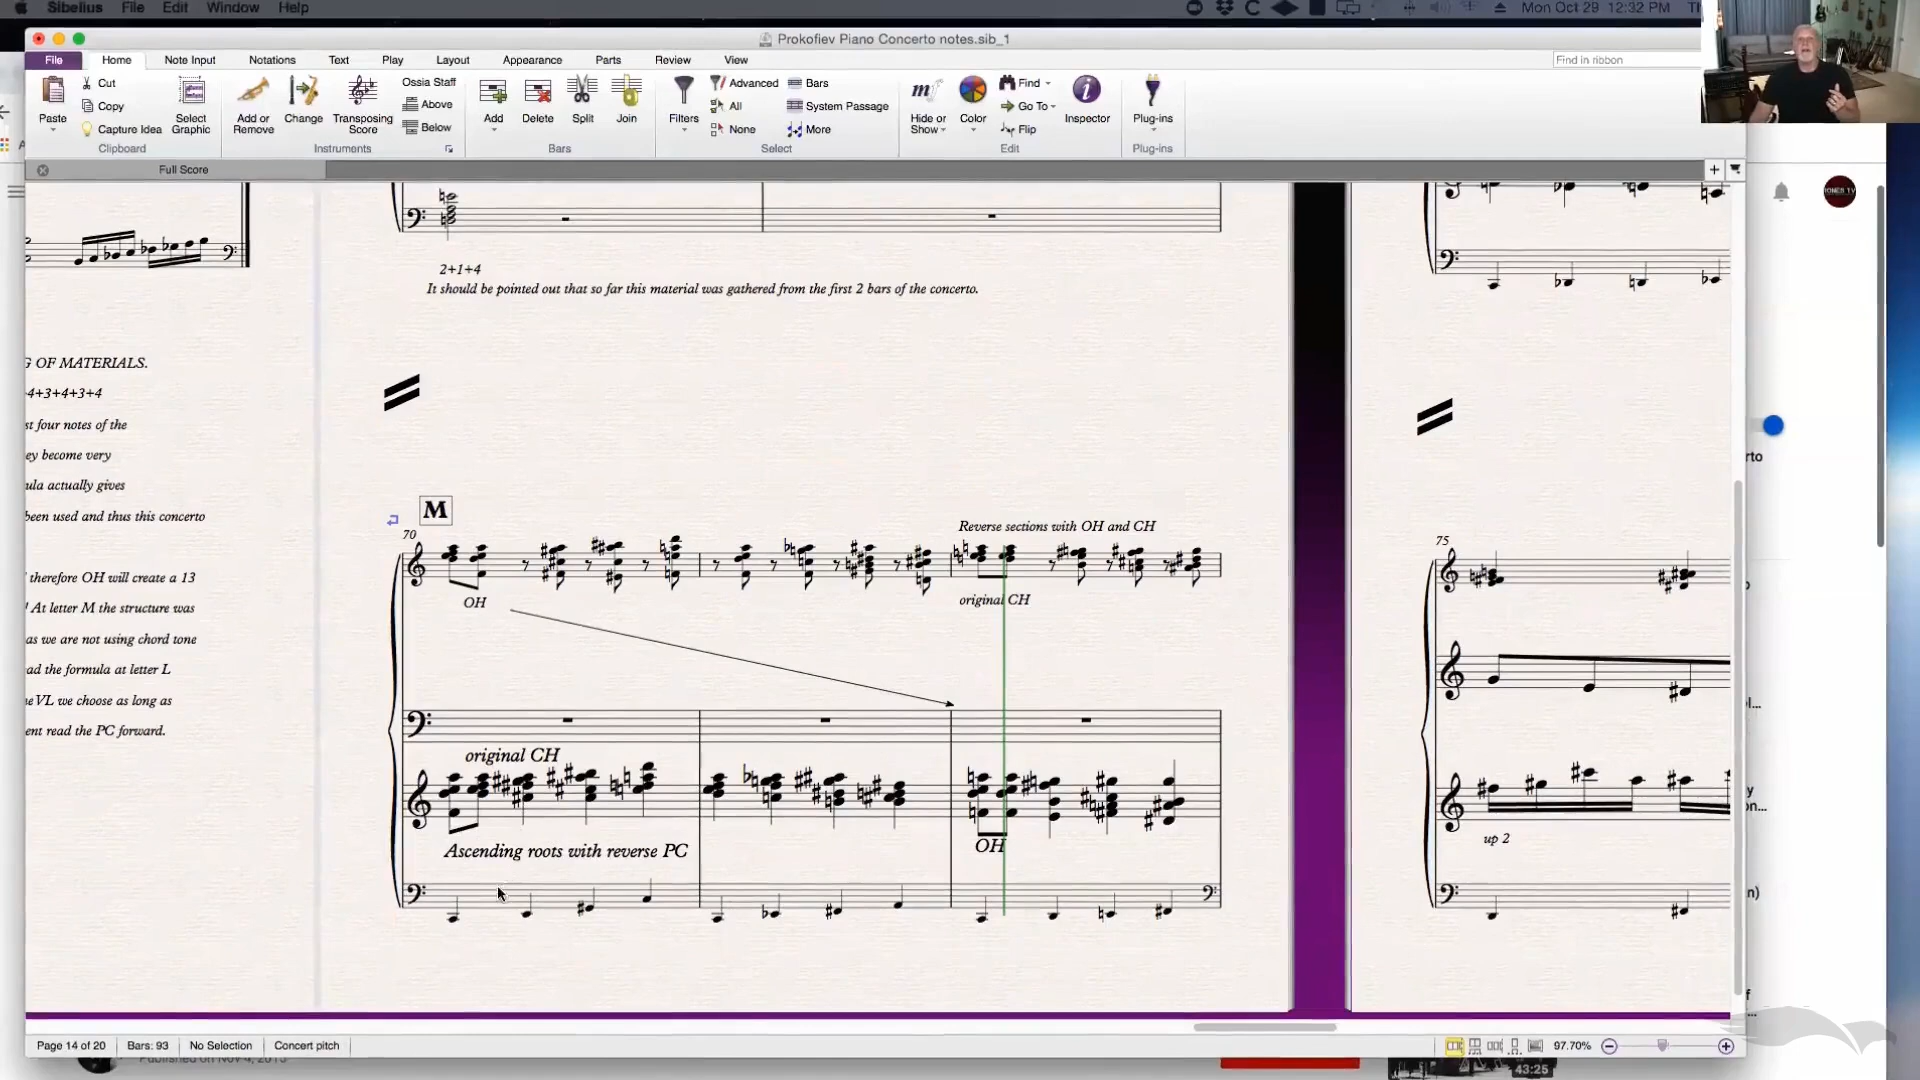 Sibelius File Edit Window Help
Mon Oct 29 12:32 PM
Prokofiev Piano Concerto notes.sib_1
File Home Note Input Notations Text Play Layout Appearance Parts Review View
Find in ribbon
Paste
Cut
Copy
Capture Idea
Select Graphic
Clipboard
Add or Remove
Change
Transposing Score
Instruments
Ossia Staff
Above
Below
Add
Delete
Split
Join
Bars
Filters
Advanced
All
None
Bars
System Passage
More
Select
Hide or Show
Color
Find
Go To
Flip
Inspector
Edit
Plug-ins
Plug-ins
Full Score
2+1+4
It should be pointed out that so far this material was gathered from the first 2 bars of the concerto.
G OF MATERIALS.
4+3+4+3+4
st four notes of the
ey become very
ula actually gives
been used and thus this concerto
therefore OH will create a 13
! At letter M the structure was
as we are not using chord tone
ad the formula at letter L
e VL we choose as long as
ent read the PC forward.
M
70
OH
Reverse sections with OH and CH
original CH
original CH
Ascending roots with reverse PC
OH
75
up 2
JONES TV
rto
Page 14 of 20
Bars: 93
No Selection
Concert pitch
97.70%
Published on Nov 4, 2013
43:25